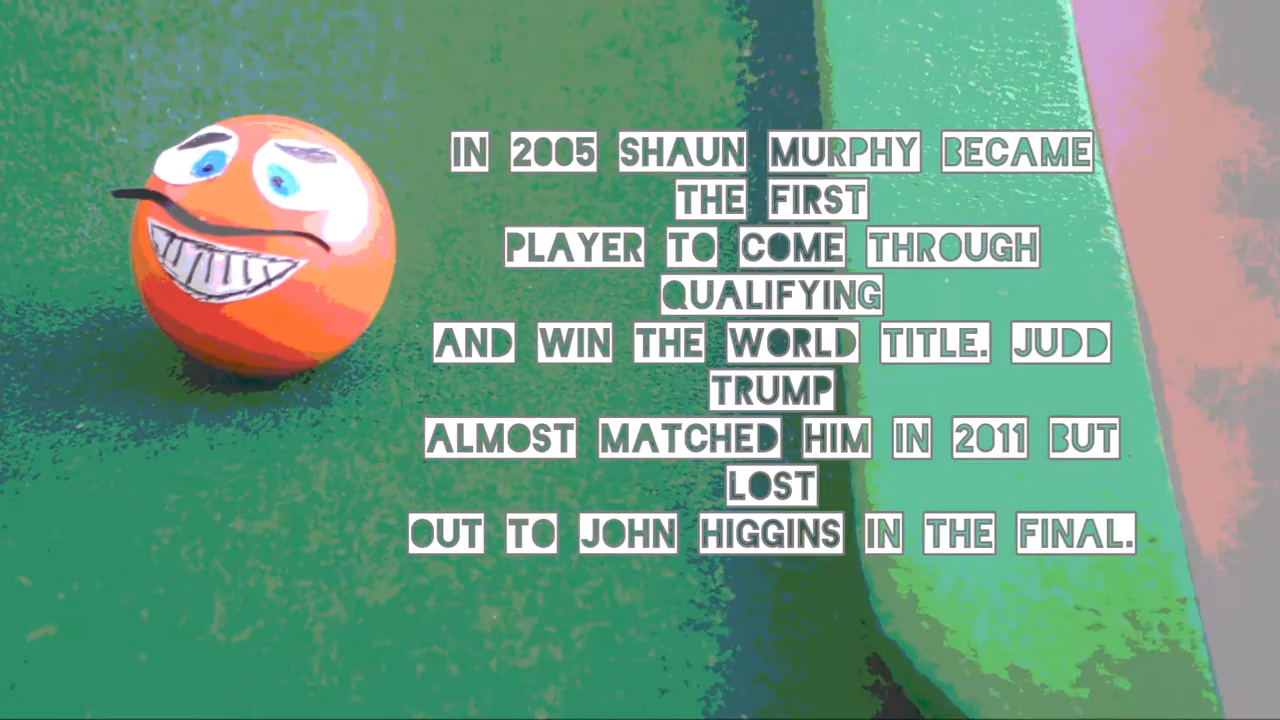 IN 2005 SHAUN MURPHY BECAME
THE FIRST
PLAYER TO COME THROUGH
QUALIFYING
AND WIN THE WORLD TITLE. JUDD
TRUMP
ALMOST MATCHED HIM IN 2011 BUT
LOST
OUT TO JOHN HIGGINS IN THE FINAL.